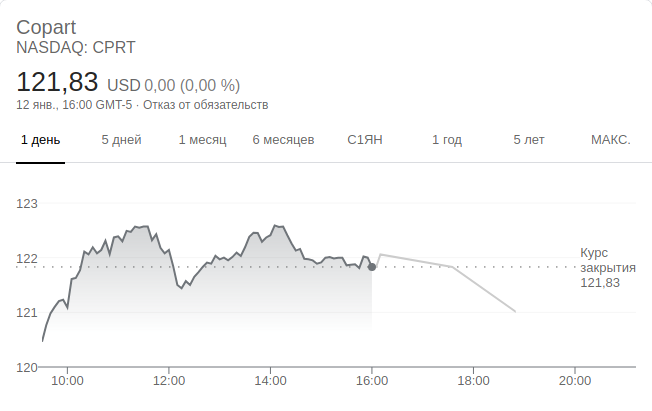 Copart
NASDAQ: CPRT
121,83 USD 0,00 (0,00 %)
12 янв., 16:00 GMT-5 · Отказ от обязательств
1 день 5 дней 1 месяц 6 месяцев С1ЯН 1 год 5 лет МАКС.
123
122
121
120
Курс
закрытия
121,83
10:00 12:00 14:00 16:00 18:00 20:00